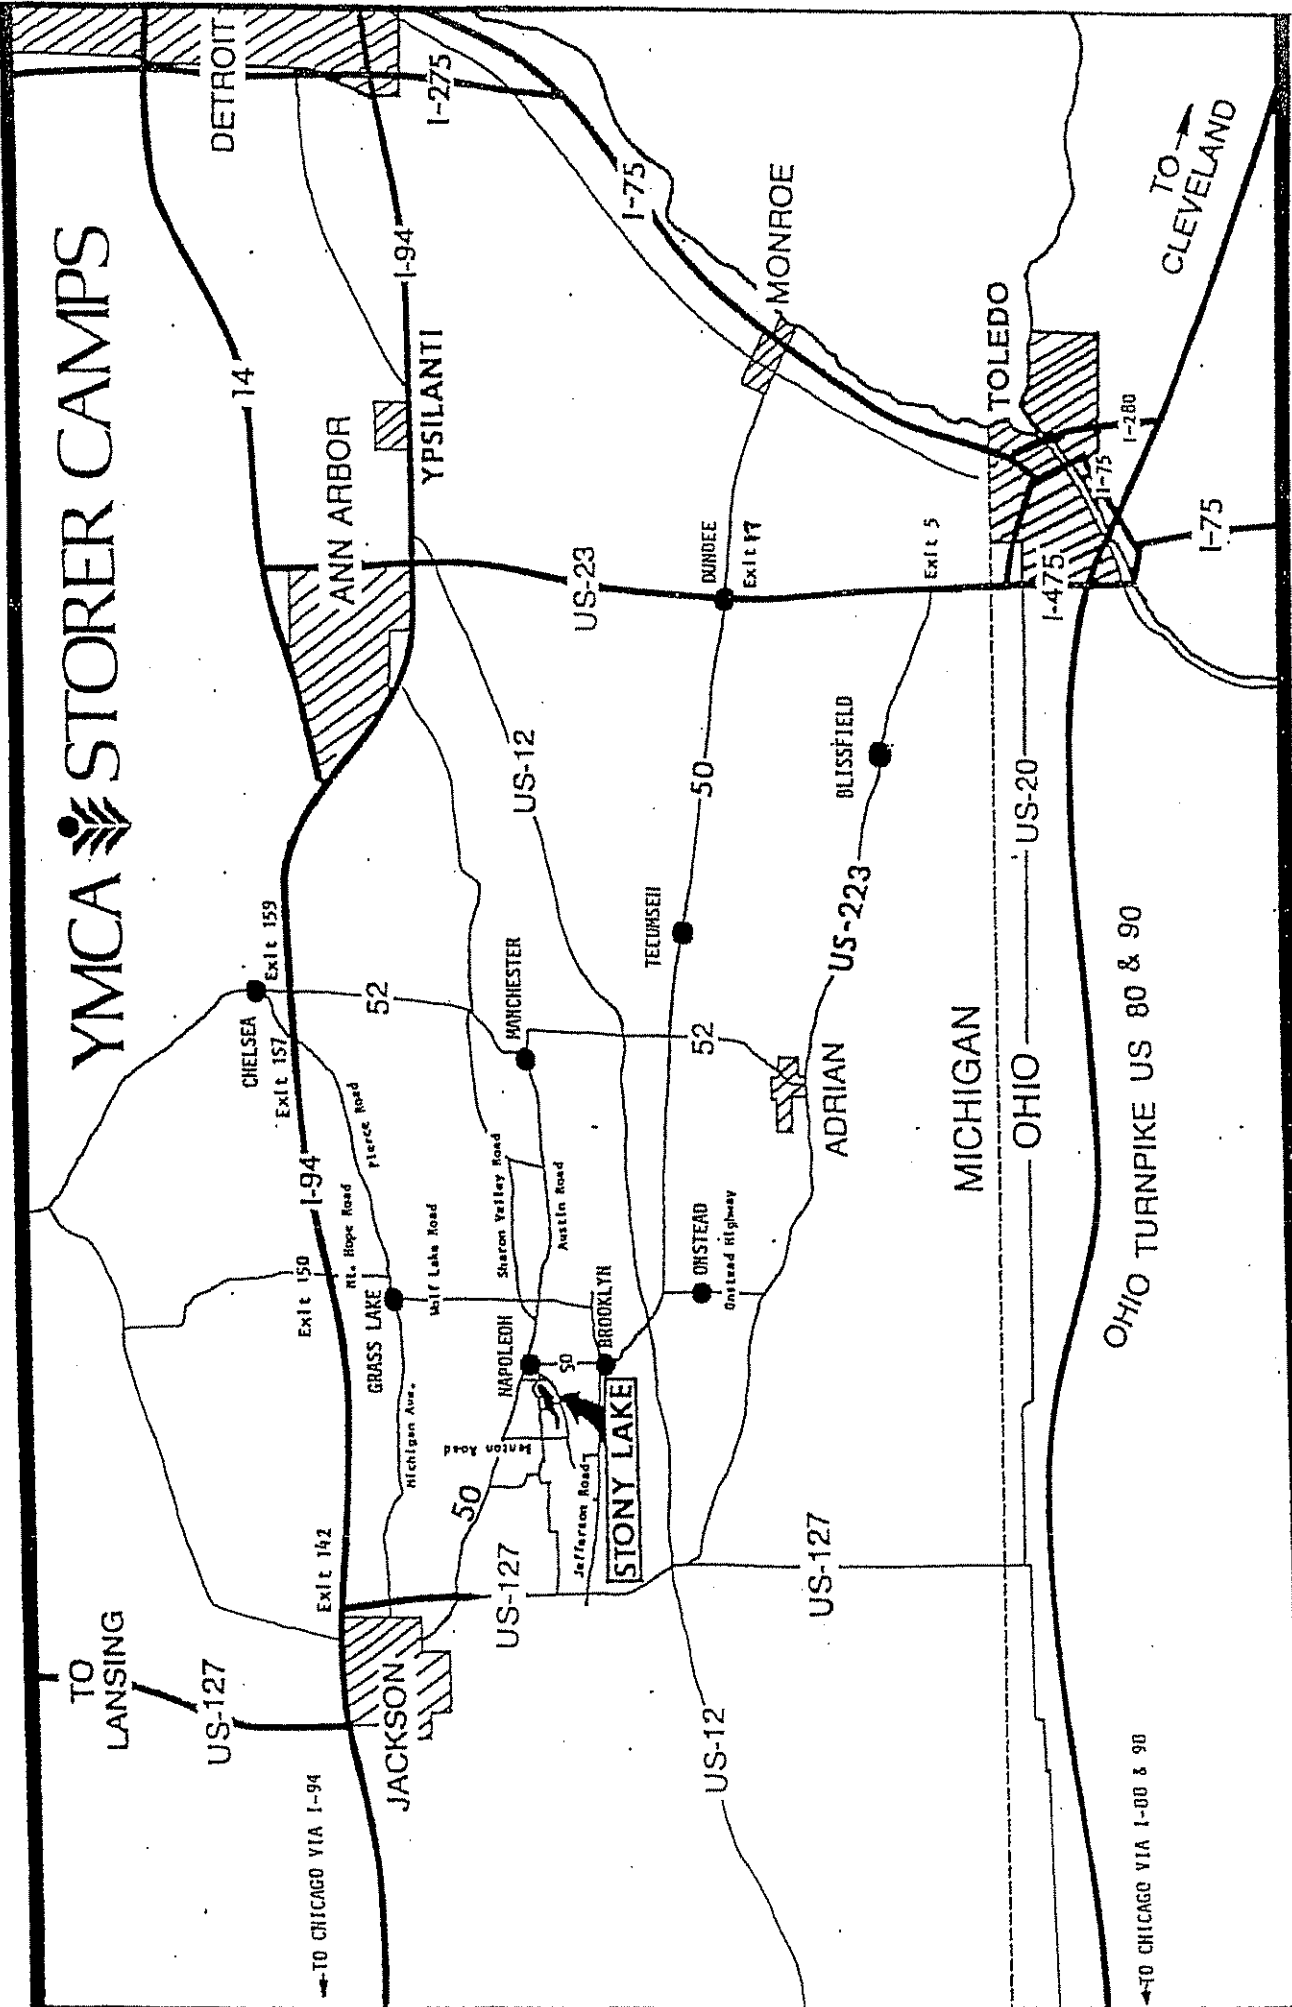 YMCA STORER CAMPS
TO
LANSING
US-127
DETROIT
14
←TO CHICAGO VIA I-94
JACKSON
Exit 142
Exit 150
Mt. Hope Road
I-94
CHELSEA
Exit 157
Exit 159
Pierce Road
GRASS LAKE
Michigan Ave.
Wolf Lake Road
52
ANN ARBOR
YPSILANTI
I-94
I-275
50
US-127
Benton Road
NAPOLEON
50
Sharon Valley Road
Austin Road
MANCHESTER
US-12
US-23
I-75
Jefferson Road
STONY LAKE
BROOKLYN
TECUMSEH
50
DUNDEE
Exit 17
MONROE
US-12
ONSTEAD
Onstead Highway
52
US-127
ADRIAN
US-223
BLISSFIELD
Exit 5
MICHIGAN
OHIO
US-20
TOLEDO
I-475
I-75
I-280
I-75
TO →
CLEVELAND
OHIO TURNPIKE US 80 & 90
←TO CHICAGO VIA I-80 & 90